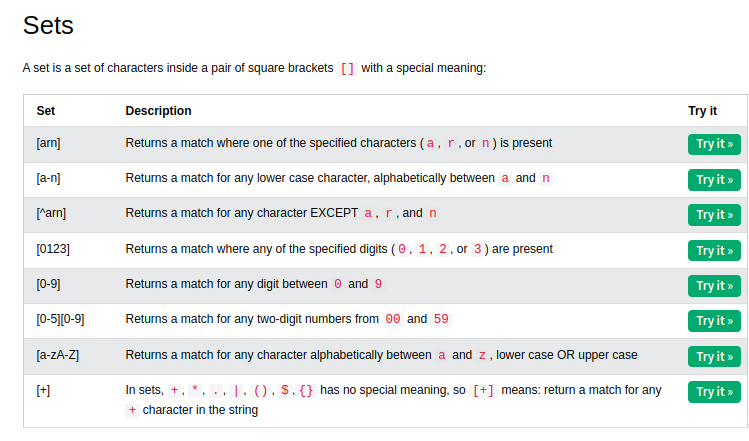 Sets
A set is a set of characters inside a pair of square brackets [] with a special meaning:
Set Description Try it
[arn] Returns a match where one of the specified characters (a, r, or n) is present Try it »
[a-n] Returns a match for any lower case character, alphabetically between a and n Try it »
[^arn] Returns a match for any character EXCEPT a, r, and n Try it »
[0123] Returns a match where any of the specified digits (0, 1, 2, or 3) are present Try it »
[0-9] Returns a match for any digit between 0 and 9 Try it »
[0-5][0-9] Returns a match for any two-digit numbers from 00 and 59 Try it »
[a-zA-Z] Returns a match for any character alphabetically between a and z, lower case OR upper case Try it »
[+] In sets, +, *, ., |, (), $,{} has no special meaning, so [+] means: return a match for any Try it »
+ character in the string